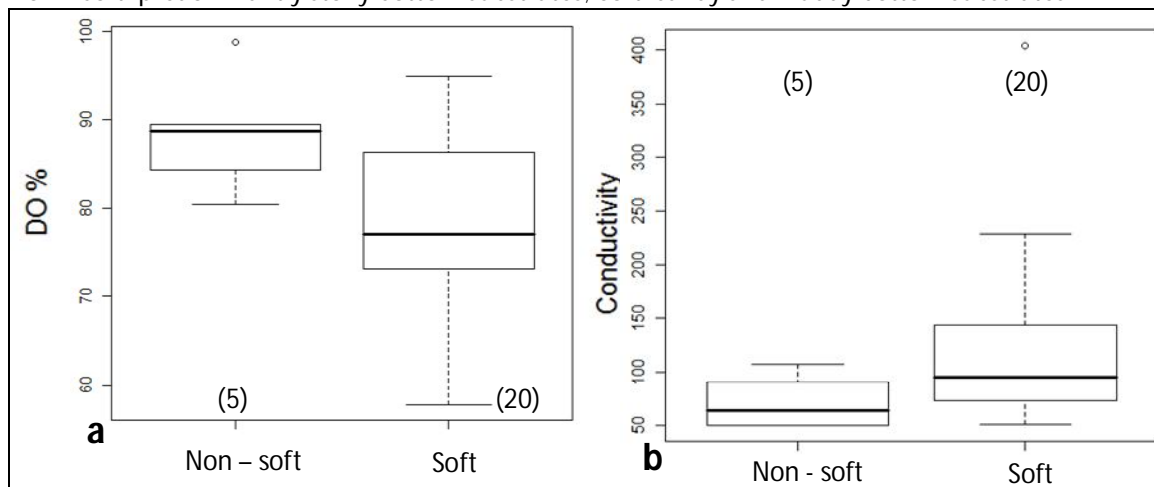 100
90
80
70
60
DO %
(5)
(20)
a
Non – soft
Soft
400
350
300
250
200
150
100
50
Conductivity
(5)
(20)
b
Non - soft
Soft